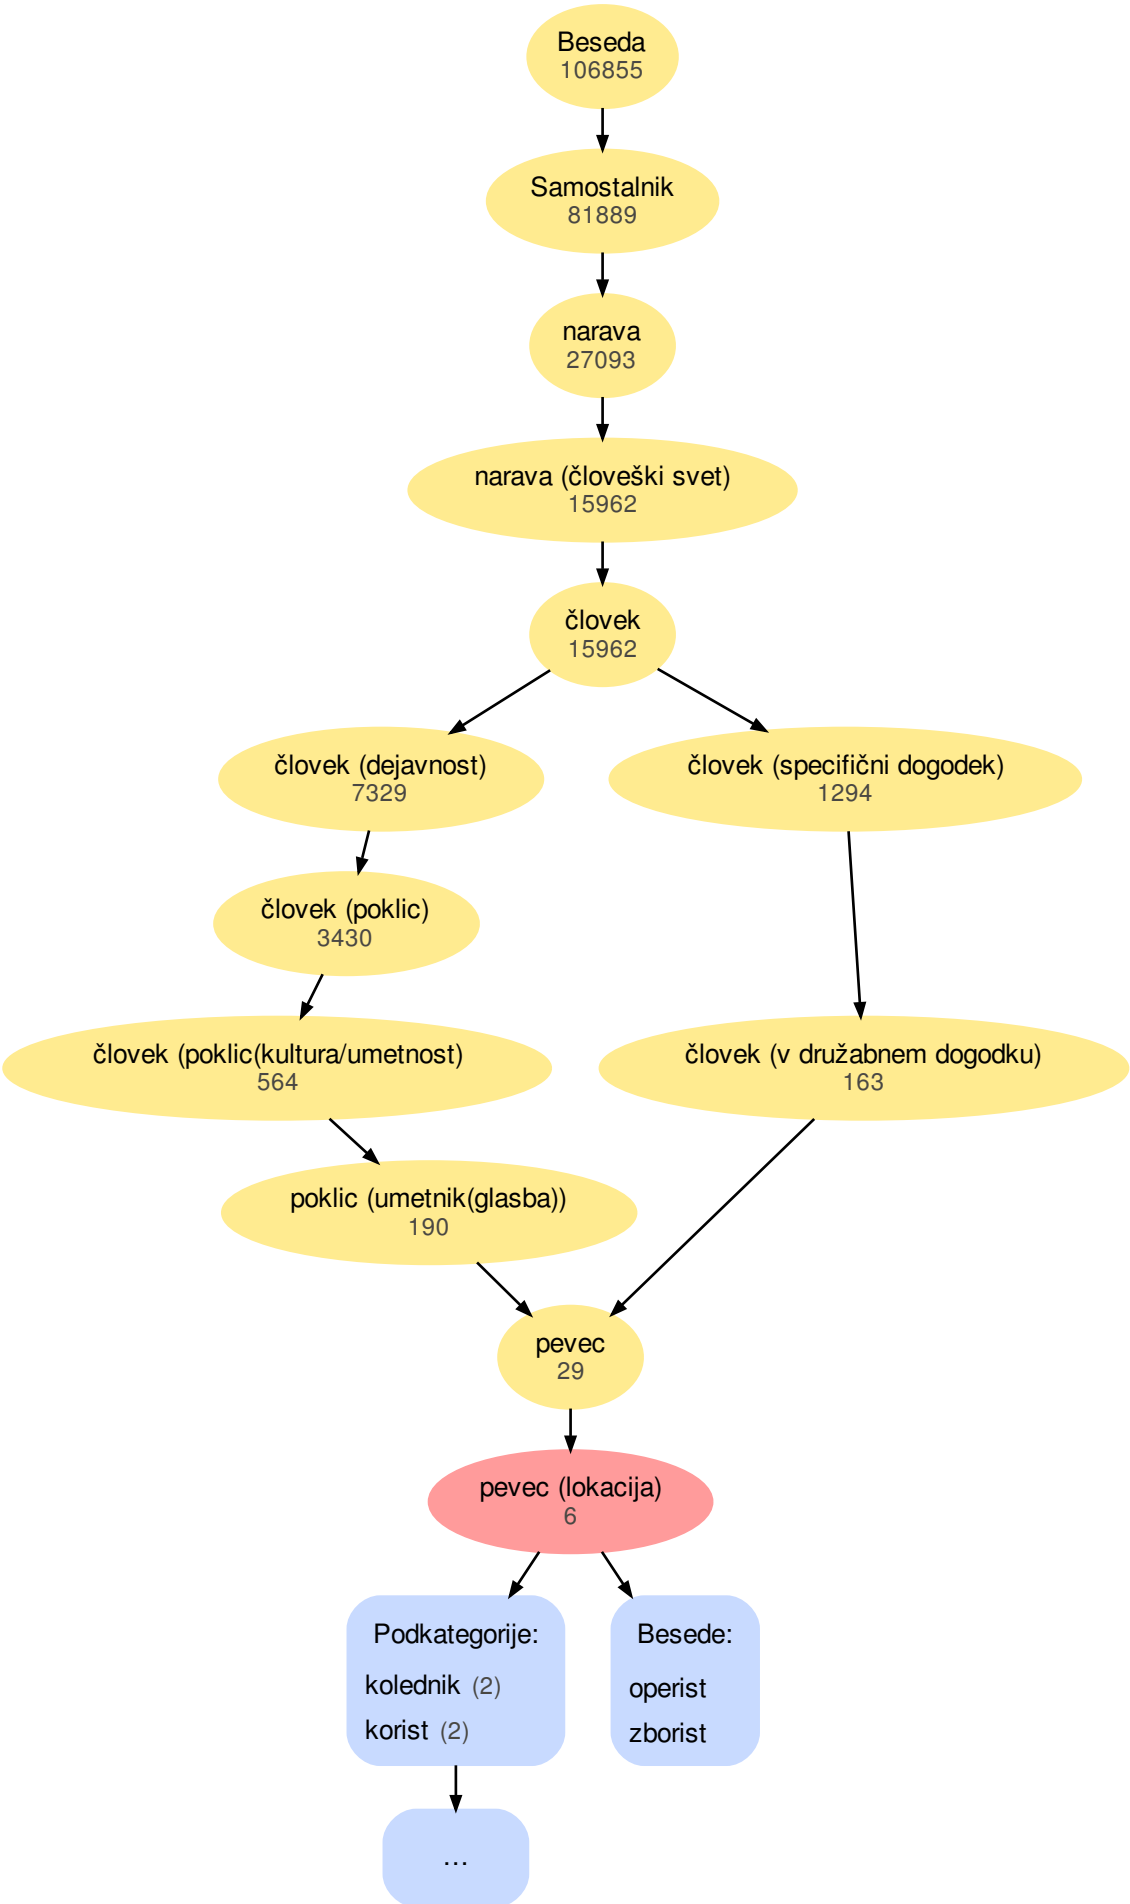 Beseda
106855
Samostalnik
81889
narava
27093
narava (človeški svet)
15962
človek
15962
človek (dejavnost)
7329
človek (specifični dogodek)
1294
človek (poklic)
3430
človek (poklic(kultura/umetnost)
564
človek (v družabnem dogodku)
163
poklic (umetnik(glasba))
190
pevec
29
pevec (lokacija)
6
Podkategorije:
kolednik (2)
korist (2)
Besede:
operist
zborist
...